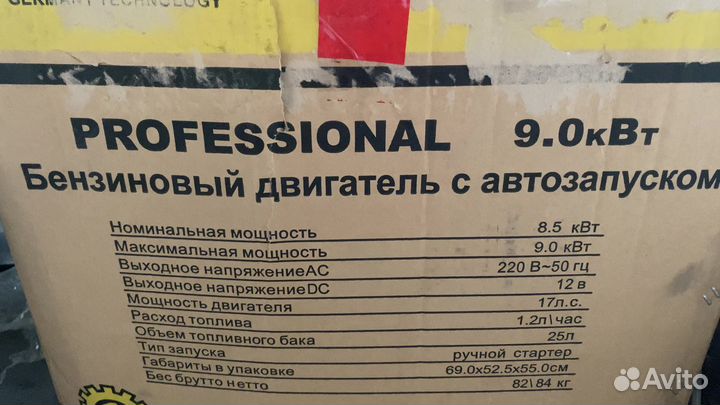 GERMANY TECHNOLOGY
PROFESSIONAL 9.0кВт
Бензиновый двигатель с автозапуском
Номинальная мощность 8.5 кВт
Максимальная мощность 9.0 кВт
Выходное напряжениеAC 220 В~50 гц
Выходное напряжениеDC 12 в
Мощность двигателя 17л.с.
Расход топлива 1.2л\час
Объем топливного бака 25л
Тип запуска ручной стартер
Габариты в упаковке 69.0x52.5x55.0см
Бес брутто нетто 82\84 кг
Avito